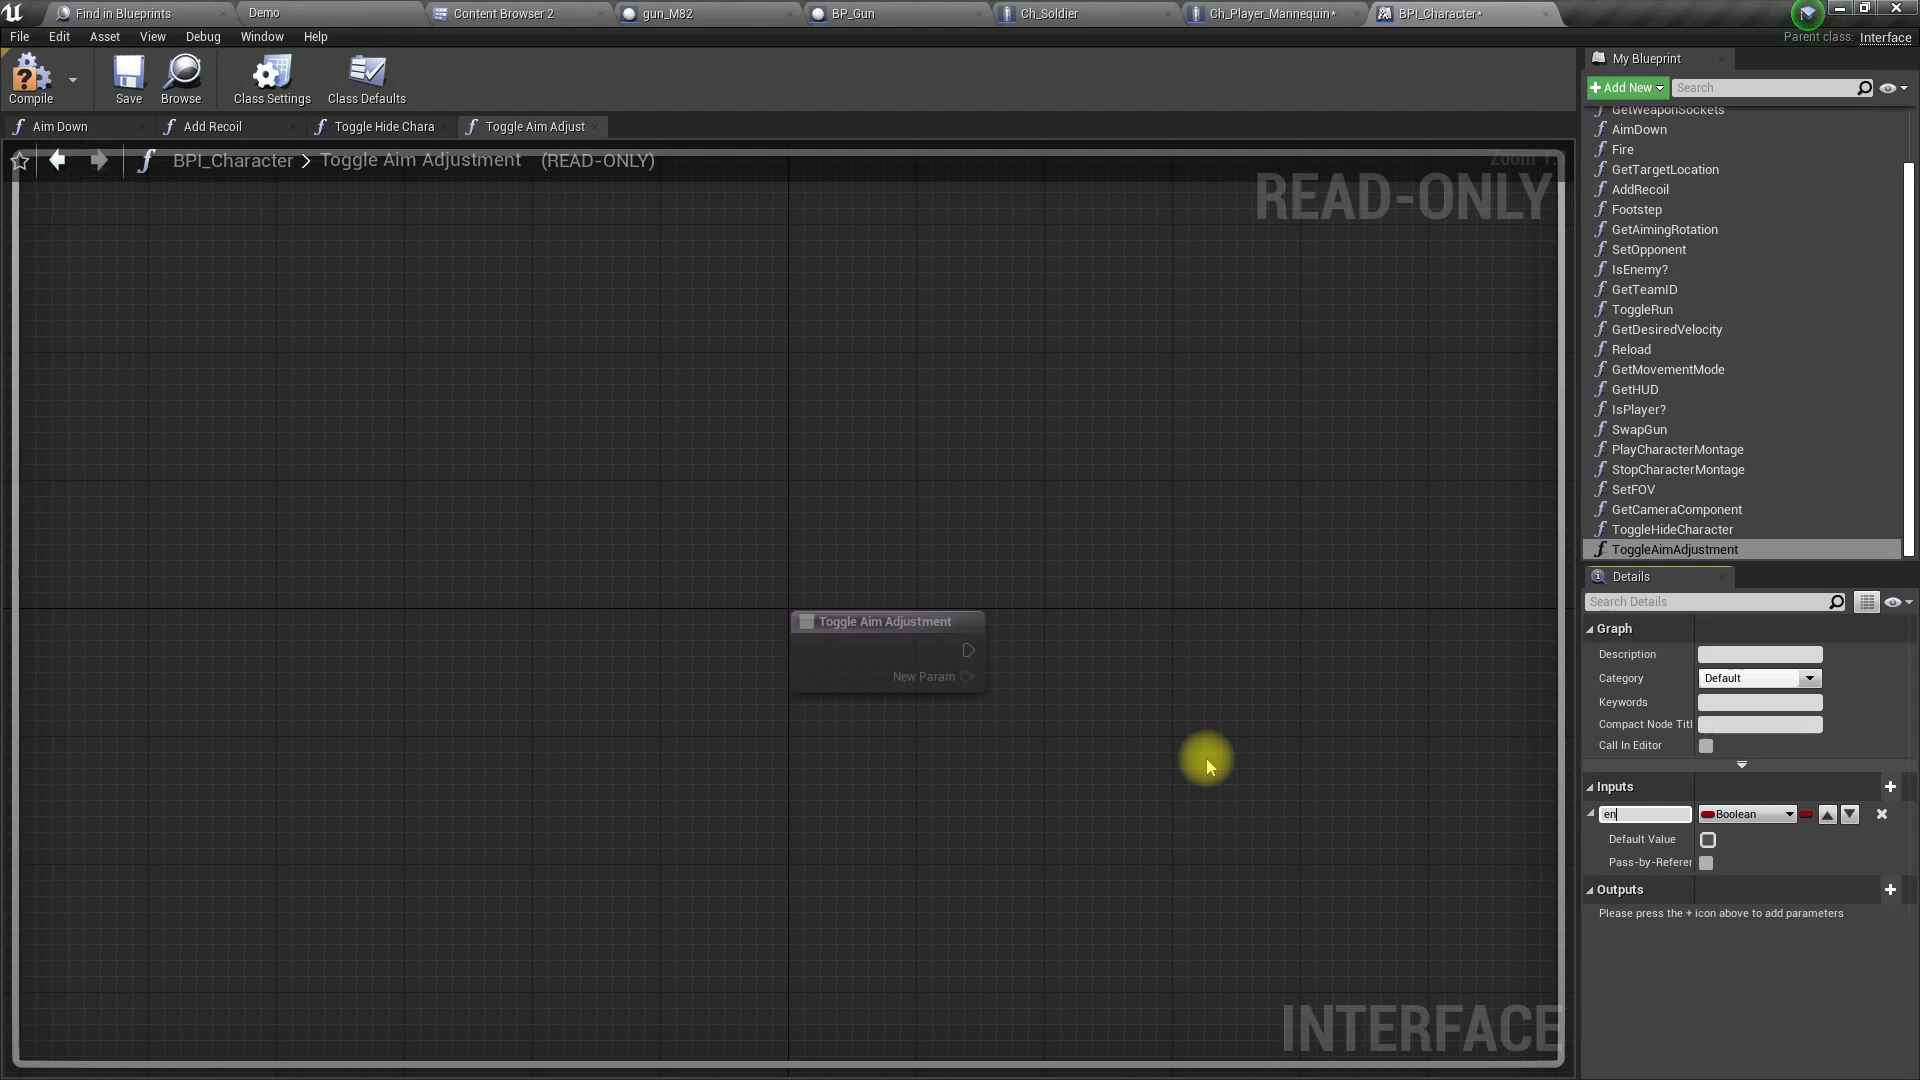 Find in Blueprints
Demo
Content Browser 2
gun_M82
BP_Gun
Ch_Soldier
Ch_Player_Mannequin*
BPI_Character*
File Edit Asset View Debug Window Help
Parent class: Interface
Compile
Save
Browse
Class Settings
Class Defaults
Aim Down
Add Recoil
Toggle Hide Chara
Toggle Aim Adjust
BPI_Character > Toggle Aim Adjustment (READ-ONLY)
READ-ONLY
Toggle Aim Adjustment
New Param
INTERFACE
My Blueprint
+ Add New
Search
GetWeaponSockets
AimDown
Fire
GetTargetLocation
AddRecoil
Footstep
GetAimingRotation
SetOpponent
IsEnemy?
GetTeamID
ToggleRun
GetDesiredVelocity
Reload
GetMovementMode
GetHUD
IsPlayer?
SwapGun
PlayCharacterMontage
StopCharacterMontage
SetFOV
GetCameraComponent
ToggleHideCharacter
ToggleAimAdjustment
Details
Search Details
Graph
Description
Category Default
Keywords
Compact Node Titl
Call In Editor
Inputs
en Boolean
Default Value
Pass-by-Referer
Outputs
Please press the + icon above to add parameters